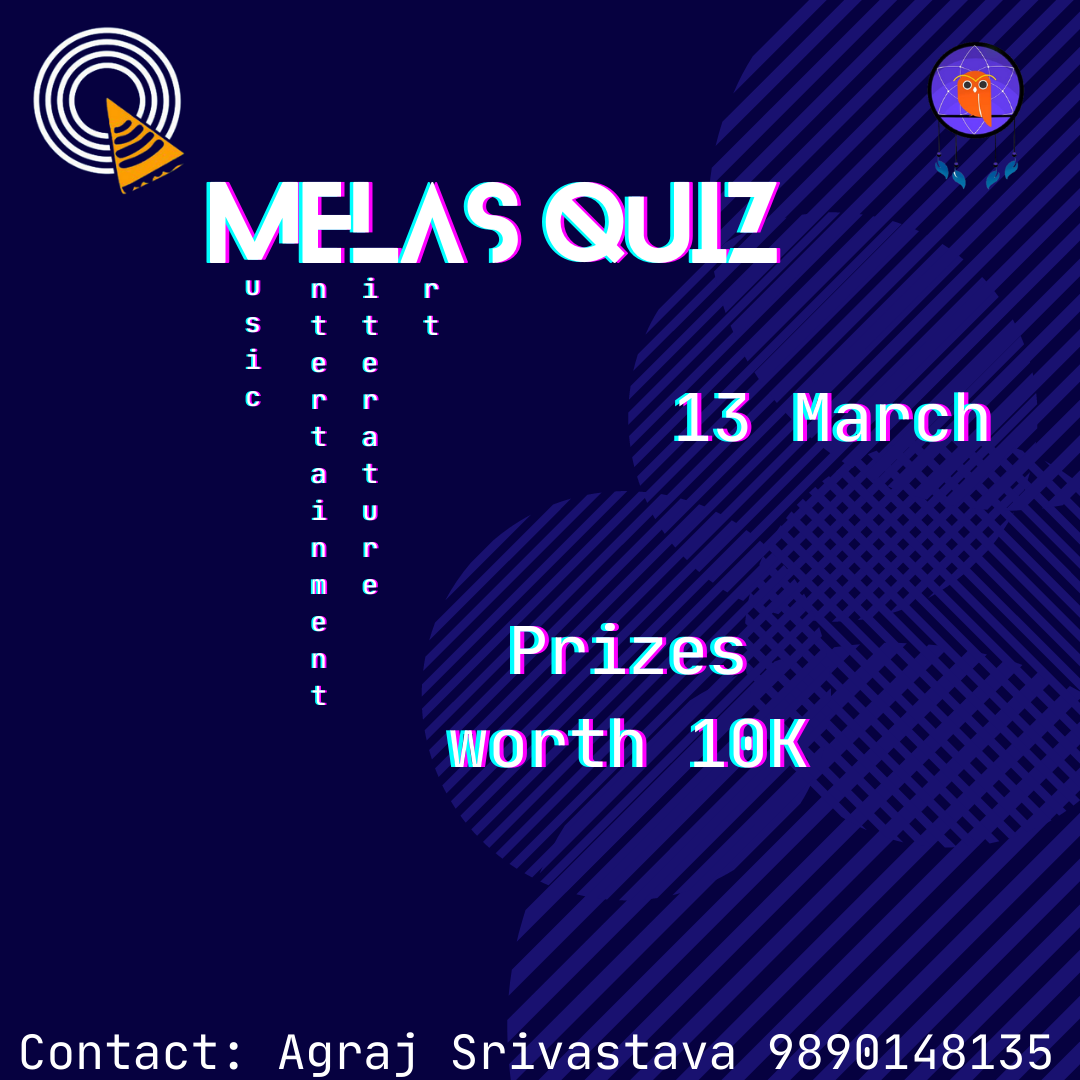 MELAS QUIZ
usic
ntertainment
iterature
rt
13 March
Prizes
worth 10K
Contact: Agraj Srivastava 9890148135